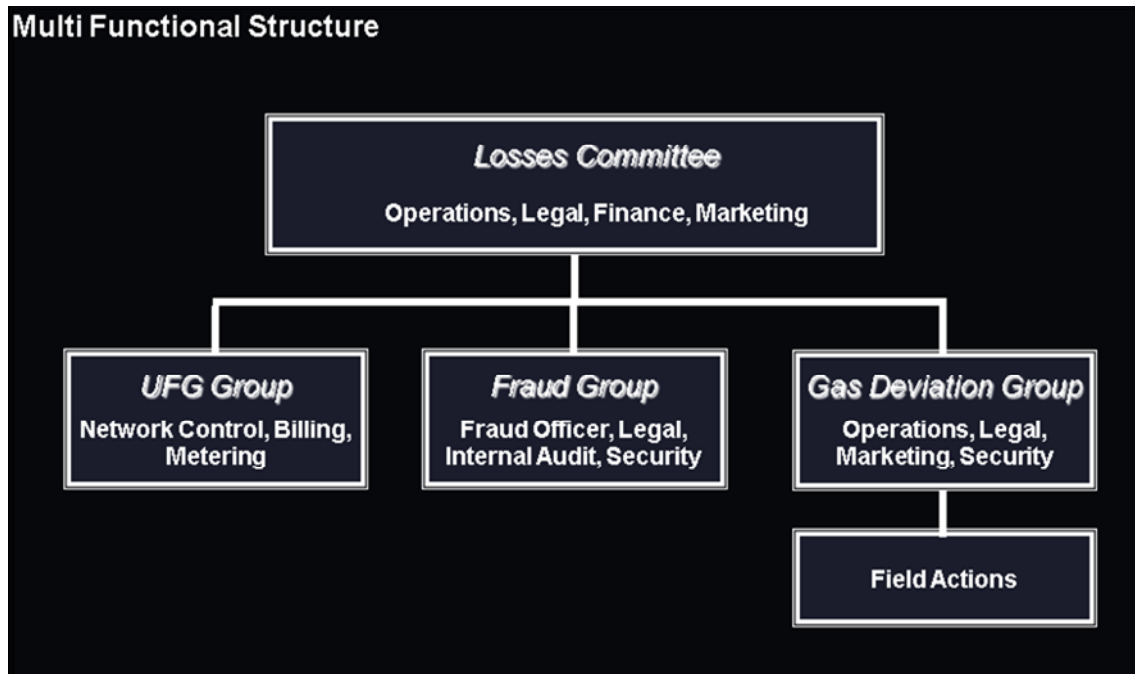 Multi Functional Structure
Losses Committee
Operations, Legal, Finance, Marketing
UFG Group
Network Control, Billing,
Metering
Fraud Group
Fraud Officer, Legal,
Internal Audit, Security
Gas Deviation Group
Operations, Legal,
Marketing, Security
Field Actions